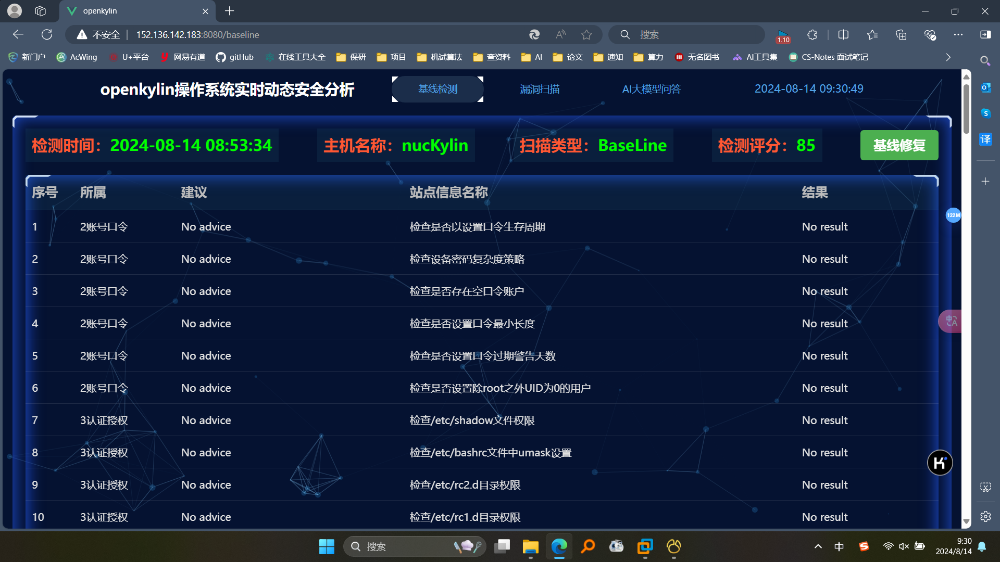 openkylin
不安全 152.136.142.183:8080/baseline 搜索 1.10
新门户 AcWing U+平台 网易有道 gitHub 在线工具大全 保研 项目 机试算法 查资料 AI 论文 速知 算力 无名图书 AI工具集 CS-Notes 面试笔记
openkylin操作系统实时动态安全分析 基线检测 漏洞扫描 AI大模型问答 2024-08-14 09:30:49
检测时间：2024-08-14 08:53:34 主机名称：nucKylin 扫描类型：BaseLine 检测评分：85 基线修复
序号 所属 建议 站点信息名称 结果
1 2账号口令 No advice 检查是否以设置口令生存周期 No result
2 2账号口令 No advice 检查设备密码复杂度策略 No result
3 2账号口令 No advice 检查是否存在空口令账户 No result
4 2账号口令 No advice 检查是否设置口令最小长度 No result
5 2账号口令 No advice 检查是否设置口令过期警告天数 No result
6 2账号口令 No advice 检查是否设置除root之外UID为0的用户 No result
7 3认证授权 No advice 检查/etc/shadow文件权限 No result
8 3认证授权 No advice 检查/etc/bashrc文件中umask设置 No result
9 3认证授权 No advice 检查/etc/rc2.d目录权限 No result
10 3认证授权 No advice 检查/etc/rc1.d目录权限 No result
译
122M
搜索
中
9:30
2024/8/14